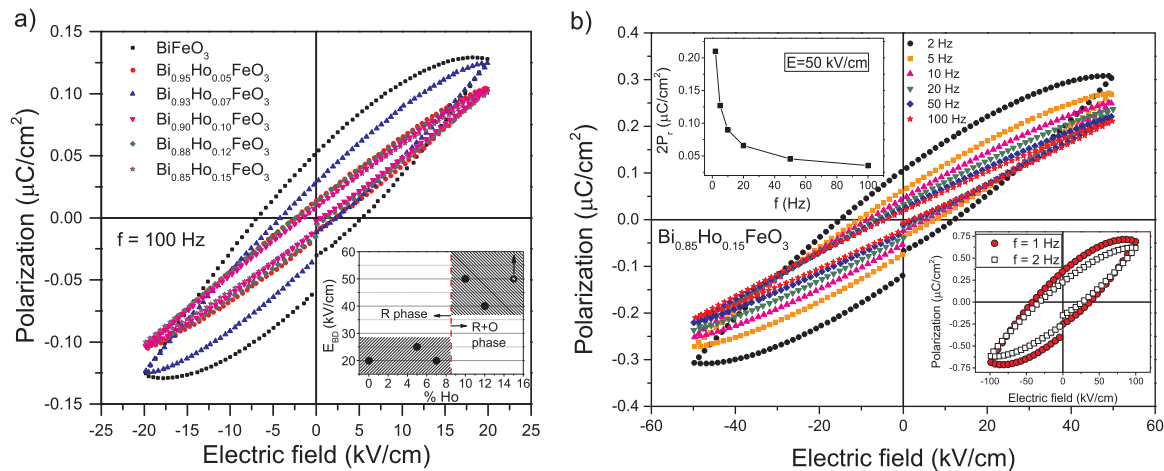 a)
Polarization (μC/cm²)
0.15
0.10
0.05
0.00
-0.05
-0.10
-0.15
BiFeO₃
Bi₀.₉₅Ho₀.₀₅FeO₃
Bi₀.₉₃Ho₀.₀₇FeO₃
Bi₀.₉₀Ho₀.₁₀FeO₃
Bi₀.₈₈Ho₀.₁₂FeO₃
Bi₀.₈₅Ho₀.₁₅FeO₃
f = 100 Hz
60
50
40
30
20
(kV/cm)
R phase
R+O
phase
0 2 4 6 8 10 12 14 16
% Ho
-25 -20 -15 -10 -5 0 5 10 15 20 25
Electric field (kV/cm)
b)
Polarization (μC/cm²)
0.4
0.3
0.2
0.1
0.0
-0.1
-0.2
-0.3
-0.4
2Pᵣ (μC/cm²)
0.20
0.15
0.10
0.05
E=50 kV/cm
0 20 40 60 80 100
f (Hz)
2 Hz
5 Hz
10 Hz
20 Hz
50 Hz
100 Hz
Bi₀.₈₅Ho₀.₁₅FeO₃
Polarization (μC/cm²)
0.75
0.50
0.25
0.00
-0.25
-0.50
-0.75
f = 1 Hz
f = 2 Hz
-100 -50 0 50 100
Electric field (kV/cm)
-60 -40 -20 0 20 40 60
Electric field (kV/cm)